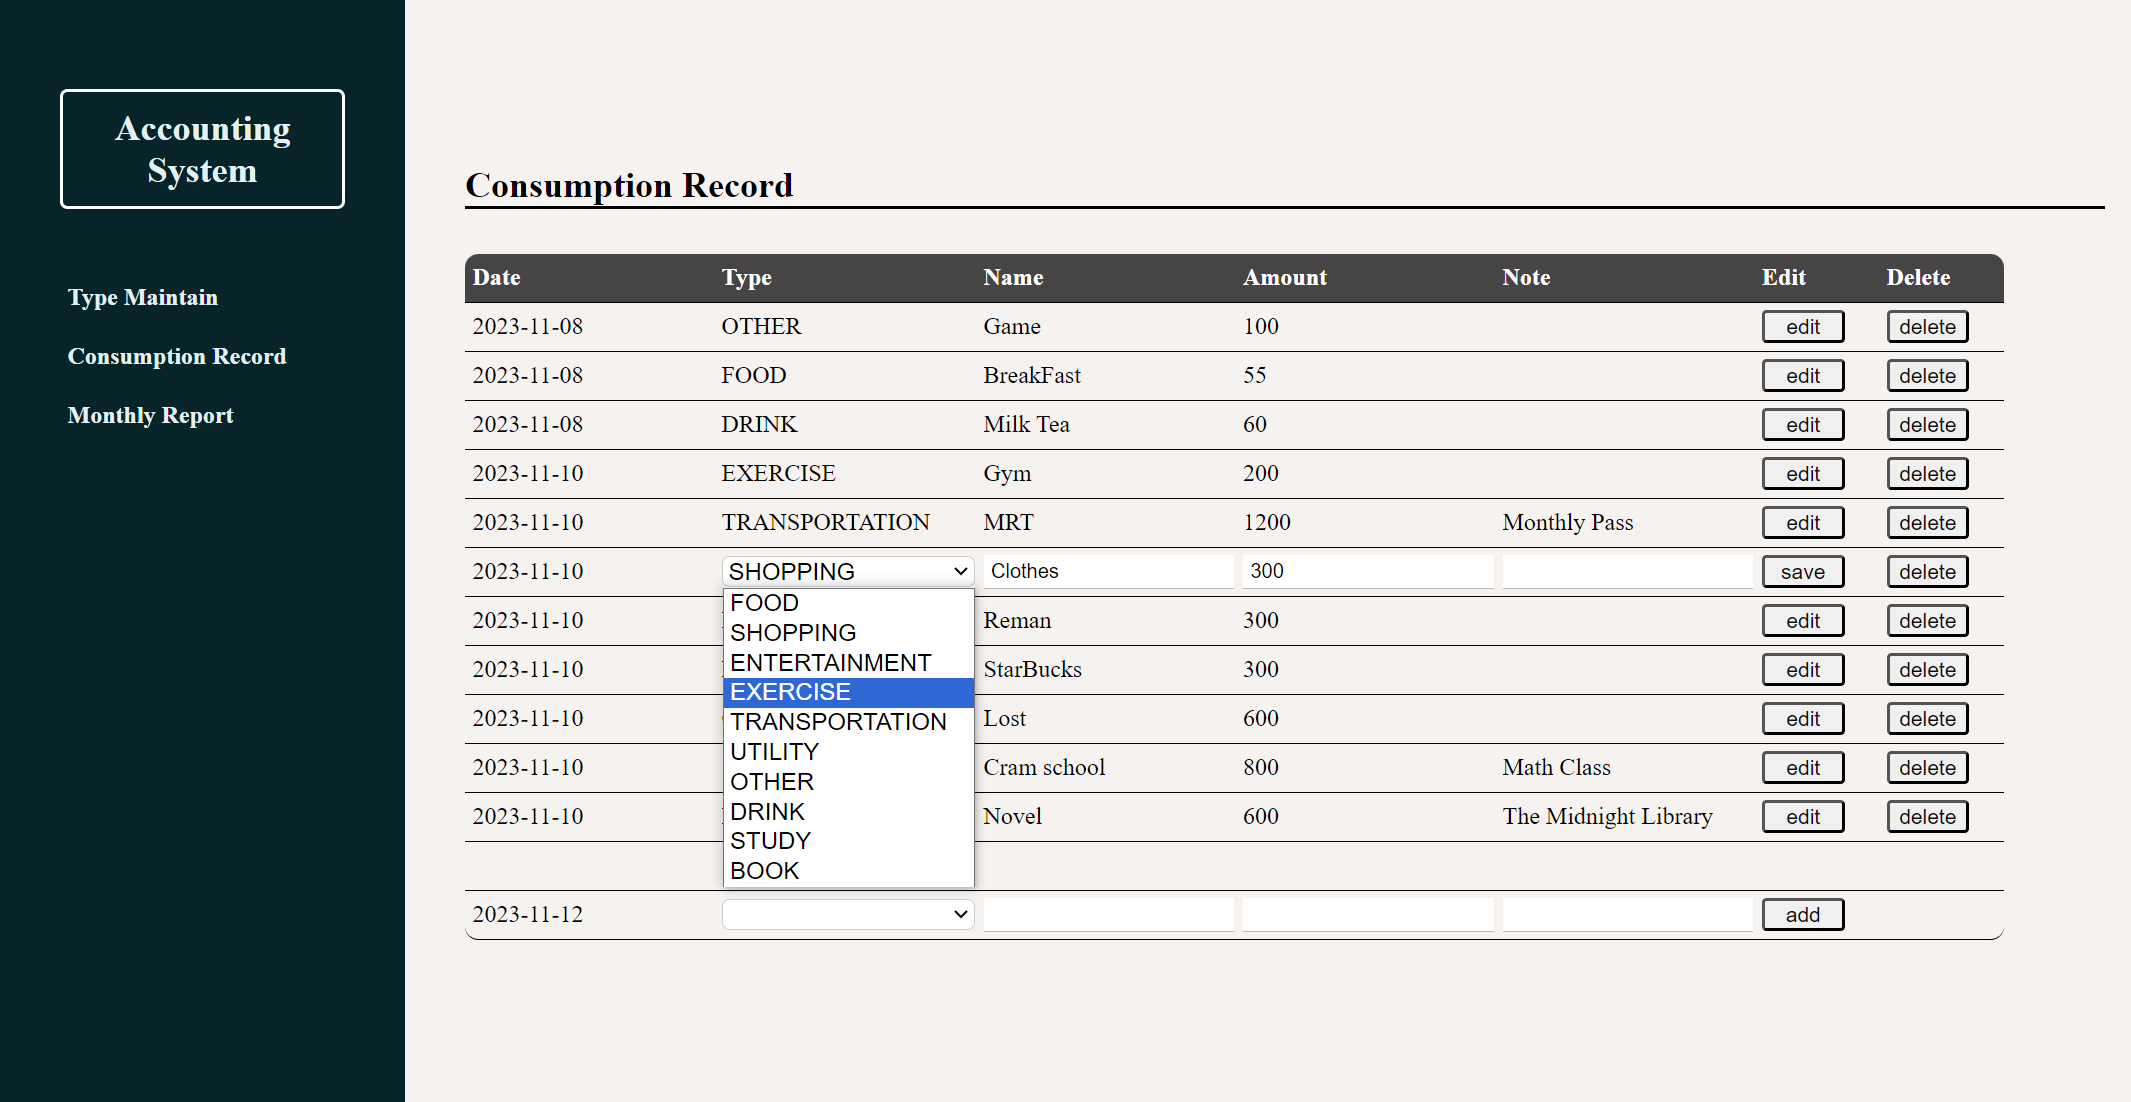 Accounting
System
Type Maintain
Consumption Record
Monthly Report
Consumption Record
Date Type Name Amount Note Edit Delete
2023-11-08 OTHER Game 100 edit delete
2023-11-08 FOOD BreakFast 55 edit delete
2023-11-08 DRINK Milk Tea 60 edit delete
2023-11-10 EXERCISE Gym 200 edit delete
2023-11-10 TRANSPORTATION MRT 1200 Monthly Pass edit delete
2023-11-10 SHOPPING Clothes 300 save delete
FOOD
SHOPPING
ENTERTAINMENT
EXERCISE
TRANSPORTATION
UTILITY
OTHER
DRINK
STUDY
BOOK
2023-11-10 Reman 300 edit delete
2023-11-10 StarBucks 300 edit delete
2023-11-10 Lost 600 edit delete
2023-11-10 Cram school 800 Math Class edit delete
2023-11-10 Novel 600 The Midnight Library edit delete
2023-11-12 add